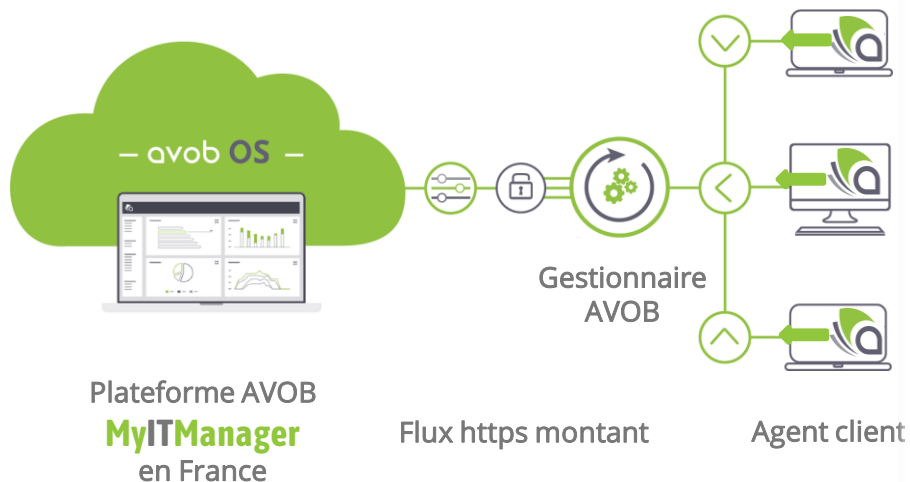 – avob OS –
Gestionnaire
AVOB
Plateforme AVOB
MyITManager
en France
Flux https montant
Agent client